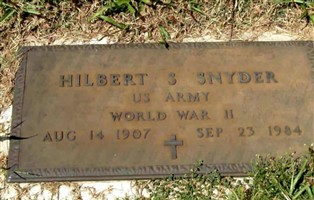 HILBERT S SNYDER
US ARMY
WORLD WAR II
AUG 14 1907 SEP 23 1984